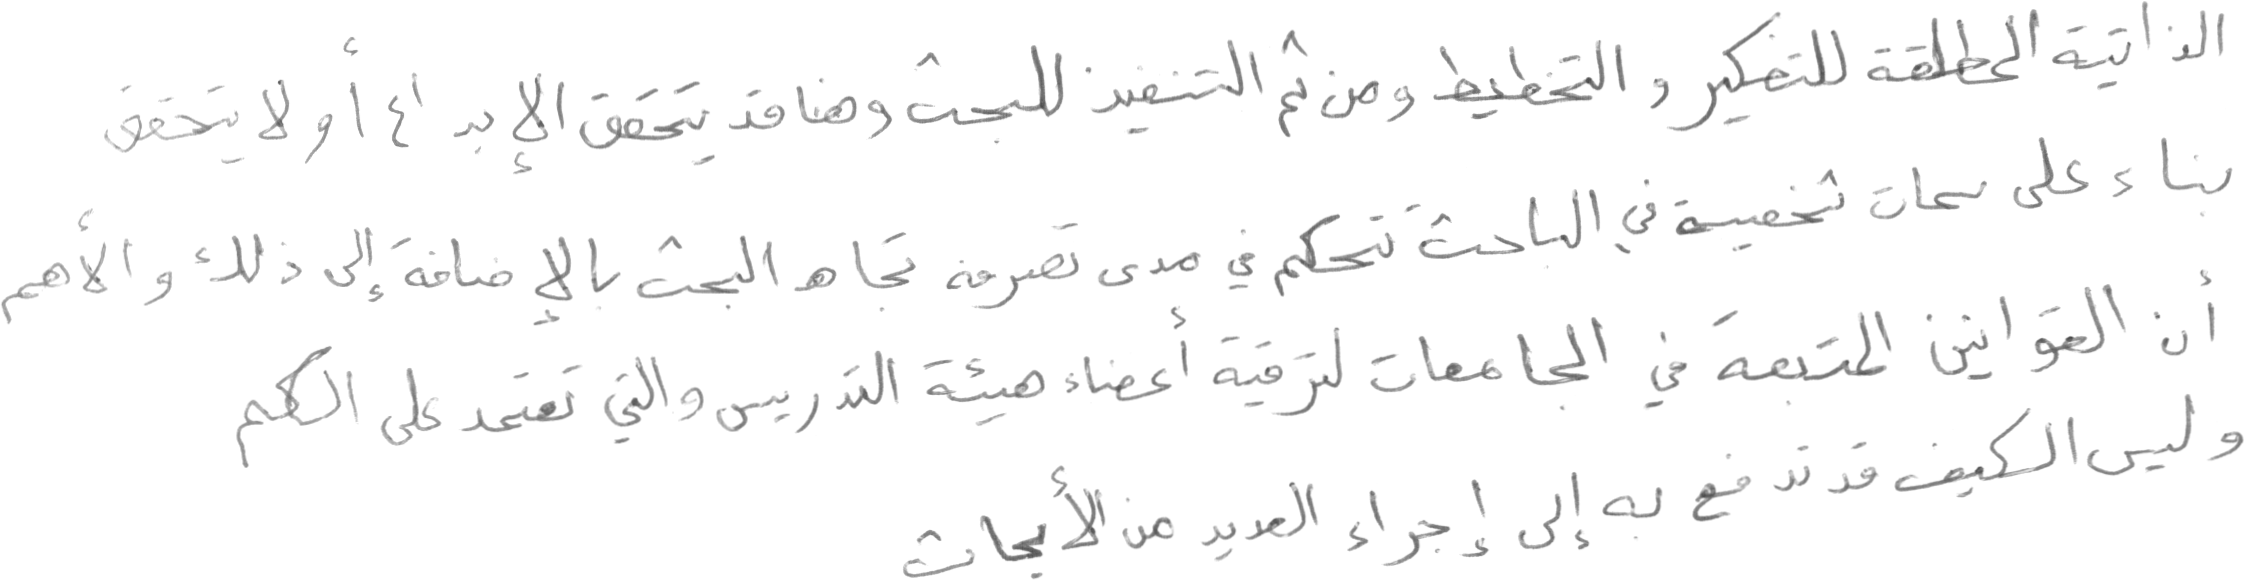 الذاتية المطلقة للتفكير والتخطيط ومن ثم التنفيذ للبحث وهنا قد يتحقق الإبداع أو لا يتحقق
بناء على سمات شخصية في الباحث تتحكم في مدى تصرفه تجاه البحث بالإضافة إلى ذلك والأهم
أن القوانين المتبعة في الجامعات لترقية أعضاء هيئة التدريس والتي تعتمد على الكم
وليس الكيف قد تدفع به إلى إجراء العديد من الأبحاث